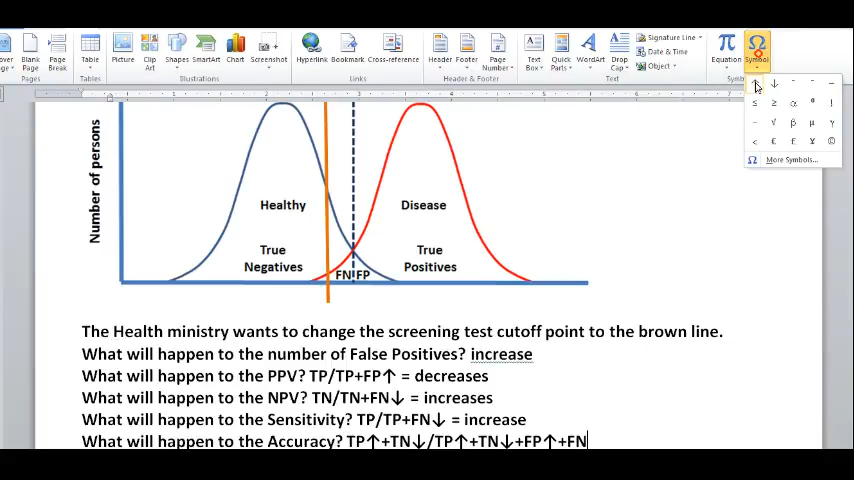 Cover Page Blank Page Page Break Table Picture Clip Art Shapes SmartArt Chart Screenshot Hyperlink Bookmark Cross-reference Header Footer Page Number Text Box Quick Parts WordArt Drop Cap Signature Line Date & Time Object Equation Symbol
Pages Tables Illustrations Links Header & Footer Text
≤ ≥ α ! 
√ β μ γ
< € £ ¥ ©
More Symbols...
Number of persons
Healthy Disease
True Negatives
True Positives
FN FP
The Health ministry wants to change the screening test cutoff point to the brown line.
What will happen to the number of False Positives? increase
What will happen to the PPV? TP/TP+FP↑ = decreases
What will happen to the NPV? TN/TN+FN↓ = increases
What will happen to the Sensitivity? TP/TP+FN↓ = increase
What will happen to the Accuracy? TP↑+TN↓/TP↑+TN↓+FP↑+FN